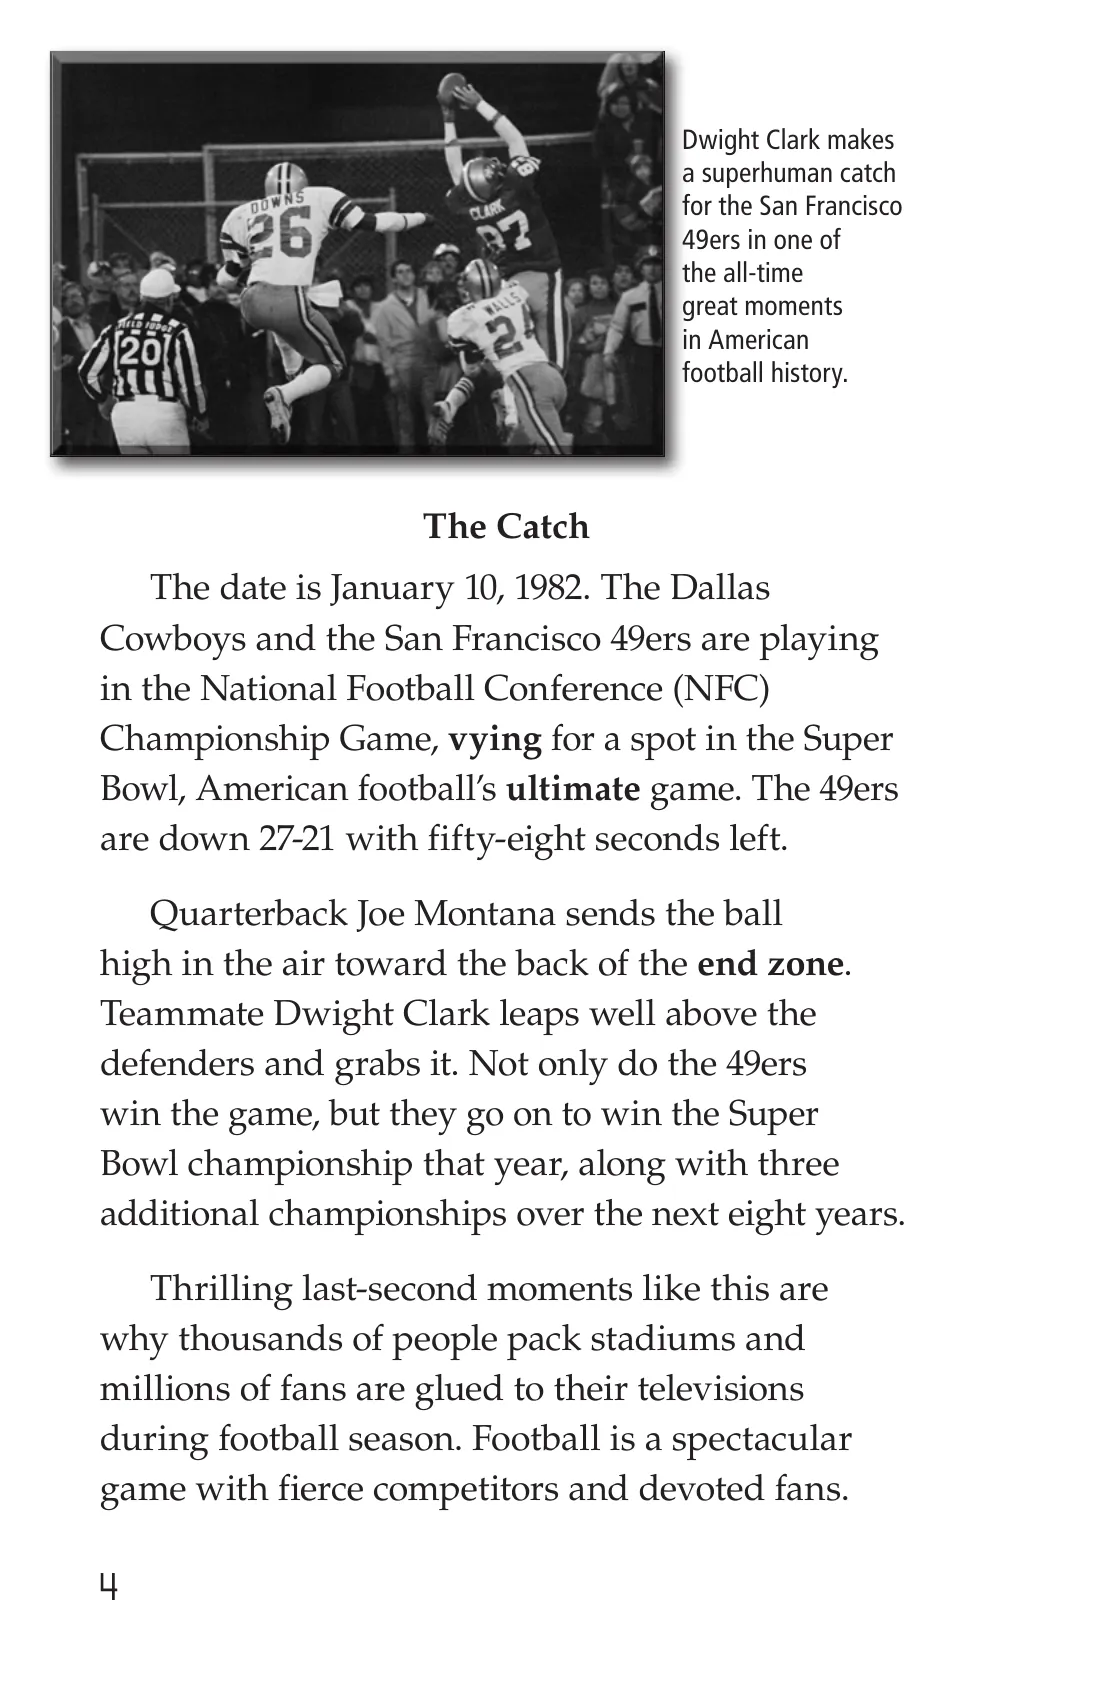 DOWNS
26
CLARK
87
WALLS
FIELD JUDGE
20
Dwight Clark makes
a superhuman catch
for the San Francisco
49ers in one of
the all-time
great moments
in American
football history.
The Catch
The date is January 10, 1982. The Dallas
Cowboys and the San Francisco 49ers are playing
in the National Football Conference (NFC)
Championship Game, vying for a spot in the Super
Bowl, American football’s ultimate game. The 49ers
are down 27-21 with fifty-eight seconds left.
Quarterback Joe Montana sends the ball
high in the air toward the back of the end zone.
Teammate Dwight Clark leaps well above the
defenders and grabs it. Not only do the 49ers
win the game, but they go on to win the Super
Bowl championship that year, along with three
additional championships over the next eight years.
Thrilling last-second moments like this are
why thousands of people pack stadiums and
millions of fans are glued to their televisions
during football season. Football is a spectacular
game with fierce competitors and devoted fans.
4